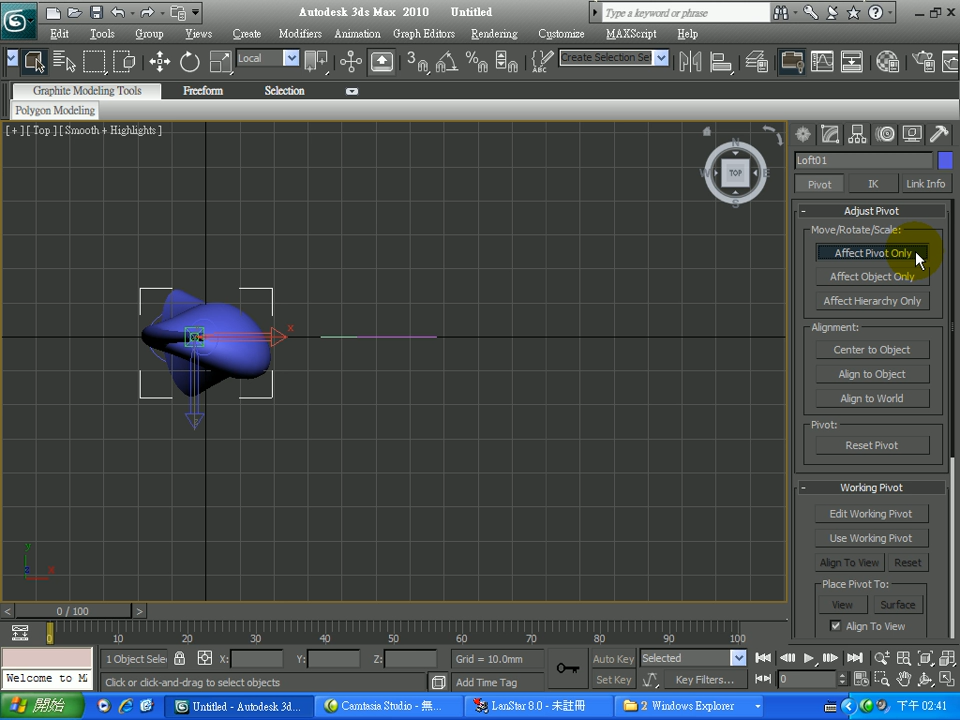 Autodesk 3ds Max 2010 Untitled
Type a keyword or phrase
Edit Tools Group Views Create Modifiers Animation Graph Editors Rendering Customize MAXScript Help
Local
3
%
Create Selection Se
Graphite Modeling Tools Freeform Selection
Polygon Modeling
[ + ] [ Top ] [ Smooth + Highlights ]
N
W TOP E
S
x
y
x
z
Loft01
Pivot IK Link Info
- Adjust Pivot
Move/Rotate/Scale:
Affect Pivot Only
Affect Object Only
Affect Hierarchy Only
Alignment:
Center to Object
Align to Object
Align to World
Pivot:
Reset Pivot
- Working Pivot
Edit Working Pivot
Use Working Pivot
Align To View Reset
Place Pivot To:
View Surface
Align To View
< 0 / 100 >
0 10 20 30 40 50 60 70 80 90 100
1 Object Sele X: Y: Z: Grid = 10.0mm Auto Key Selected
Welcome to M Click or click-and-drag to select objects Add Time Tag Set Key Key Filters... 0
開始 Untitled - Autodesk 3d... Camtasia Studio - 無... LanStar 8.0 - 未註冊 2 Windows Explorer 下午 02:41